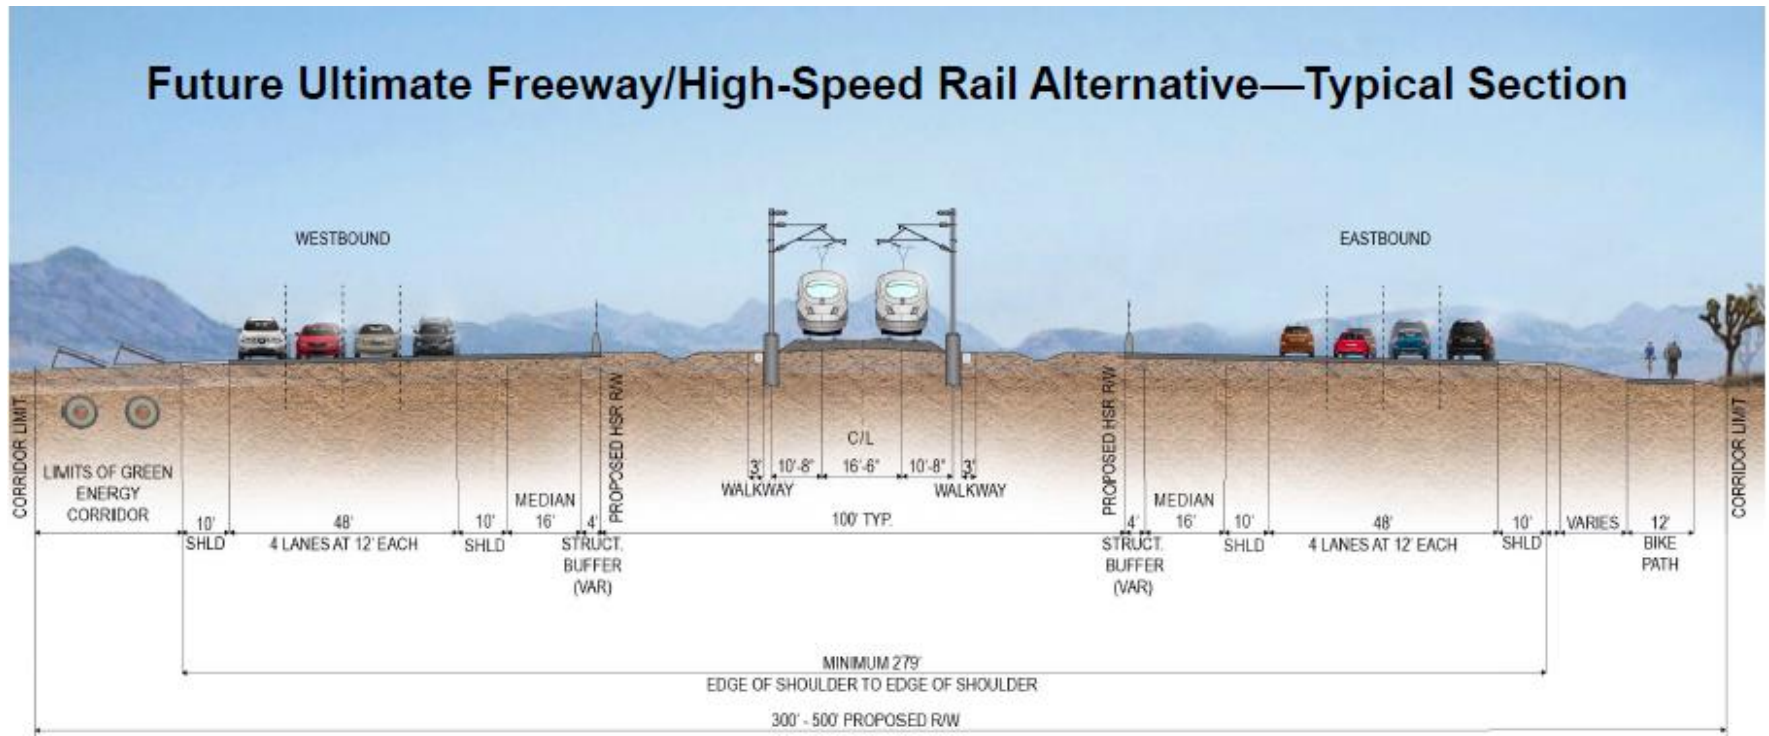 Future Ultimate Freeway/High-Speed Rail Alternative—Typical Section
WESTBOUND
EASTBOUND
CORRIDOR LIMIT
LIMITS OF GREEN
ENERGY
CORRIDOR
10'
SHLD
48'
4 LANES AT 12' EACH
10'
SHLD
MEDIAN
16'
4'
STRUCT.
BUFFER
(VAR)
PROPOSED HSR R/W
C/L
3'
WALKWAY
10'-8"
16'-6"
10'-8"
3'
WALKWAY
100' TYP.
PROPOSED HSR R/W
4'
STRUCT.
BUFFER
(VAR)
MEDIAN
16'
10'
SHLD
48'
4 LANES AT 12' EACH
10'
SHLD
VARIES
12'
BIKE
PATH
CORRIDOR LIMIT
MINIMUM 279'
EDGE OF SHOULDER TO EDGE OF SHOULDER
300' - 500' PROPOSED R/W